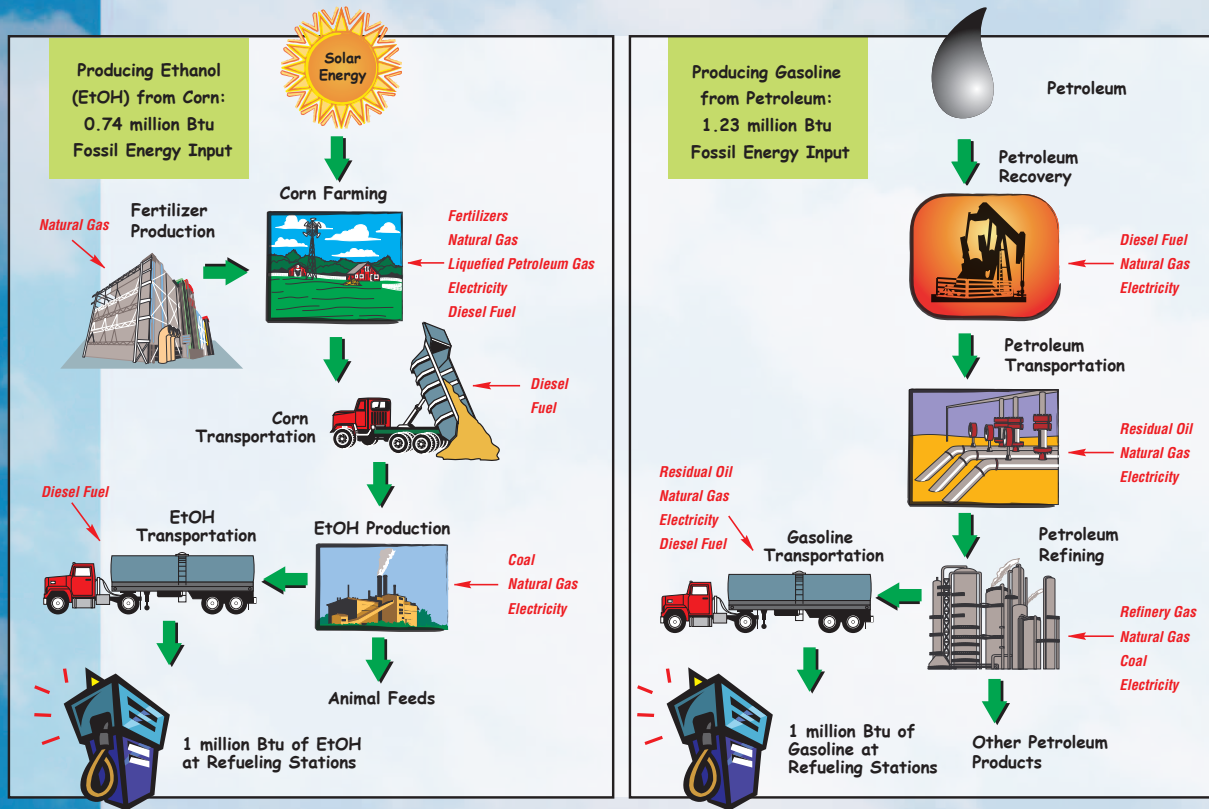 Producing Ethanol
(EtOH) from Corn:
0.74 million Btu
Fossil Energy Input
Solar
Energy
Corn Farming
Natural Gas
Fertilizer
Production
Fertilizers
Natural Gas
Liquefied Petroleum Gas
Electricity
Diesel Fuel
Corn
Transportation
Diesel
Fuel
EtOH Production
Coal
Natural Gas
Electricity
Diesel Fuel
EtOH
Transportation
Animal Feeds
1 million Btu of EtOH
at Refueling Stations
Producing Gasoline
from Petroleum:
1.23 million Btu
Fossil Energy Input
Petroleum
Petroleum
Recovery
Diesel Fuel
Natural Gas
Electricity
Petroleum
Transportation
Residual Oil
Natural Gas
Electricity
Petroleum
Refining
Refinery Gas
Natural Gas
Coal
Electricity
Residual Oil
Natural Gas
Electricity
Diesel Fuel
Gasoline
Transportation
1 million Btu of
Gasoline at
Refueling Stations
Other Petroleum
Products